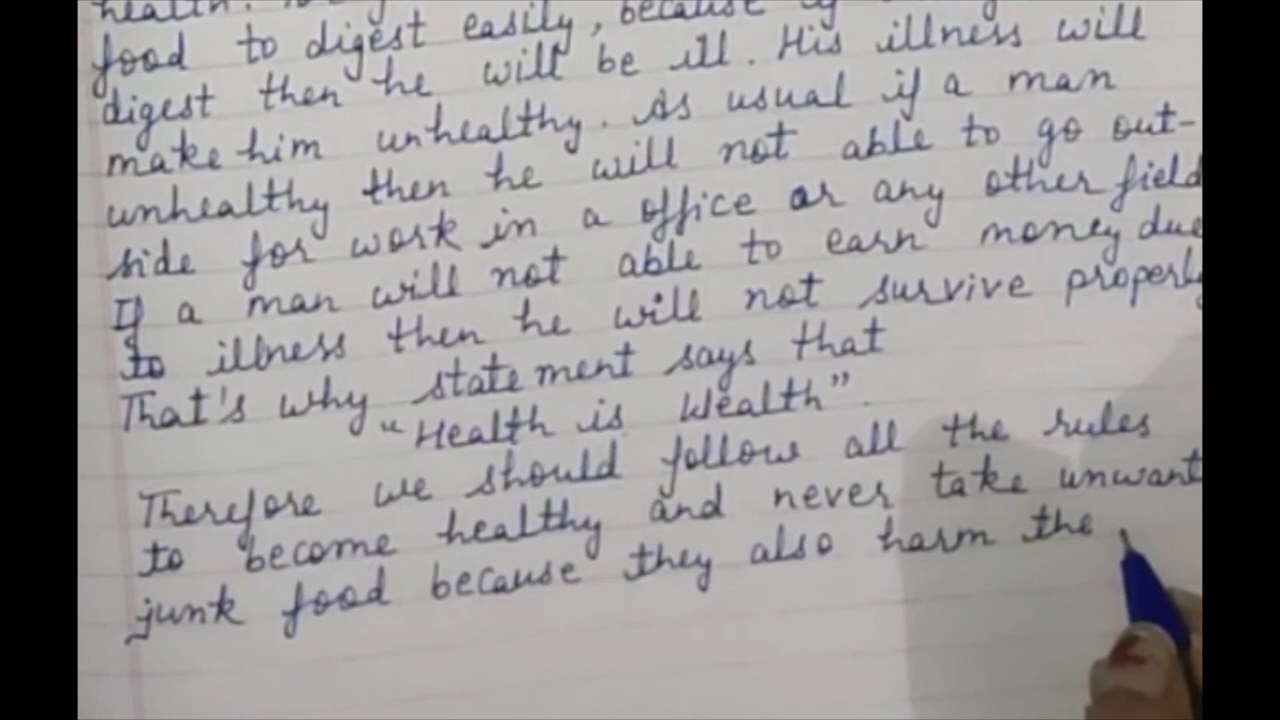 health.
food to digest easily, because
digest then he will be ill. His illness will
make him unhealthy. As usual if a man
unhealthy then he will not able to go out-
side for work in a office or any other field
If a man will not able to earn money due
to illness then he will not survive properly
That's why statement says that
"Health is Wealth".
Therefore we should follow all the rules
to become healthy and never take unwant
junk food because they also harm the